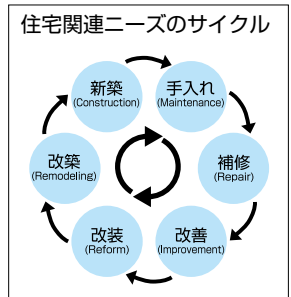 住宅関連ニーズのサイクル
新築
(Construction)
手入れ
(Maintenance)
補修
(Repair)
改善
(Improvement)
改装
(Reform)
改築
(Remodeling)